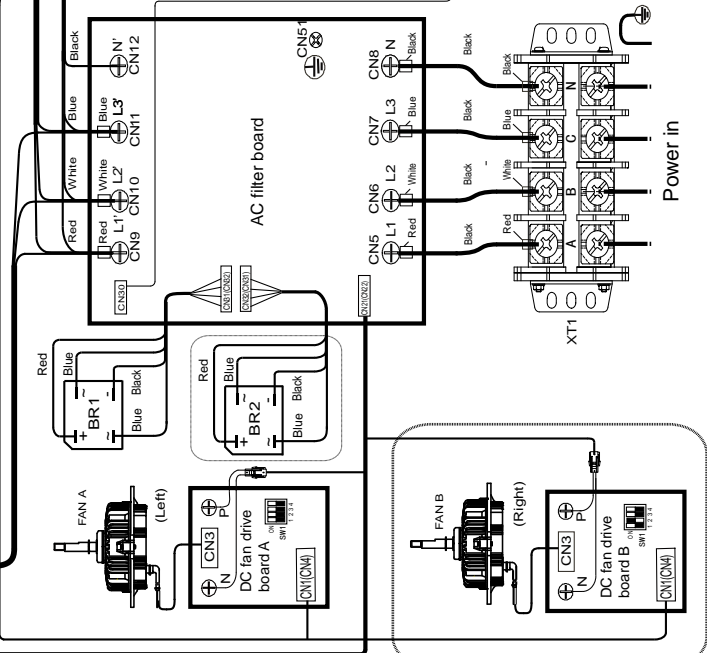 Black
N'
CN12
CN51
CN8
N
Black
Black
Black
N
Blue
Blue
L3'
CN11
CN7
L3
Blue
Black
Blue
C
White
White
L2'
CN10
AC filter board
CN6
L2
White
Black
-
White
B
Power in
Red
Red
L1'
CN9
CN5
L1
Red
Black
Red
A
CN30
CN31(CN32)
CN32(CN31)
CN21(CN22)
XT1
Red
Blue
+
~
BR1
~
-
Black
Blue
Red
Blue
+
~
BR2
~
-
Black
Blue
FAN A
(Left)
P
CN3
N
ON
SW1
1 2 3 4
DC fan drive
board A
CN1(CN4)
FAN B
(Right)
P
CN3
N
ON
SW1
1 2 3 4
DC fan drive
board B
CN1(CN4)